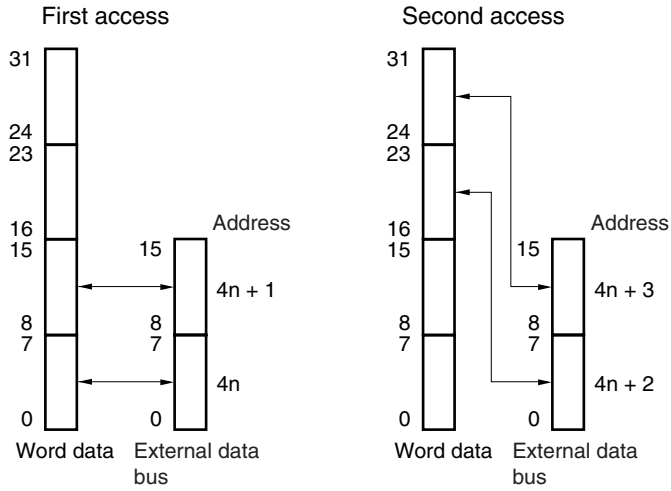 First access
31
24
23
16
15
8
7
0
Word data
Address
15
4n + 1
8
7
4n
0
External data
bus
Second access
31
24
23
16
15
8
7
0
Word data
Address
15
4n + 3
8
7
4n + 2
0
External data
bus